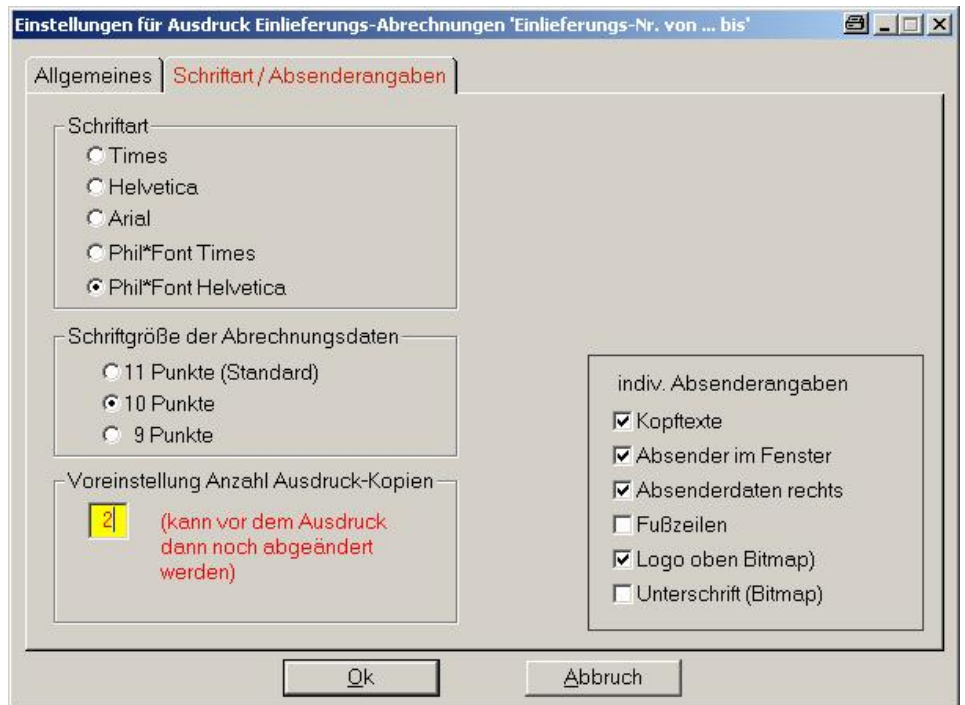 Einstellungen für Ausdruck Einlieferungs-Abrechnungen 'Einlieferungs-Nr. von ... bis'
Allgemeines
Schriftart / Absenderangaben
Schriftart
Times
Helvetica
Arial
Phil*Font Times
Phil*Font Helvetica
Schriftgröße der Abrechnungsdaten
11 Punkte (Standard)
10 Punkte
9 Punkte
Voreinstellung Anzahl Ausdruck-Kopien
2
(kann vor dem Ausdruck
dann noch abgeändert
werden)
indiv. Absenderangaben
Kopftexte
Absender im Fenster
Absenderdaten rechts
Fußzeilen
Logo oben Bitmap)
Unterschrift (Bitmap)
Ok
Abbruch